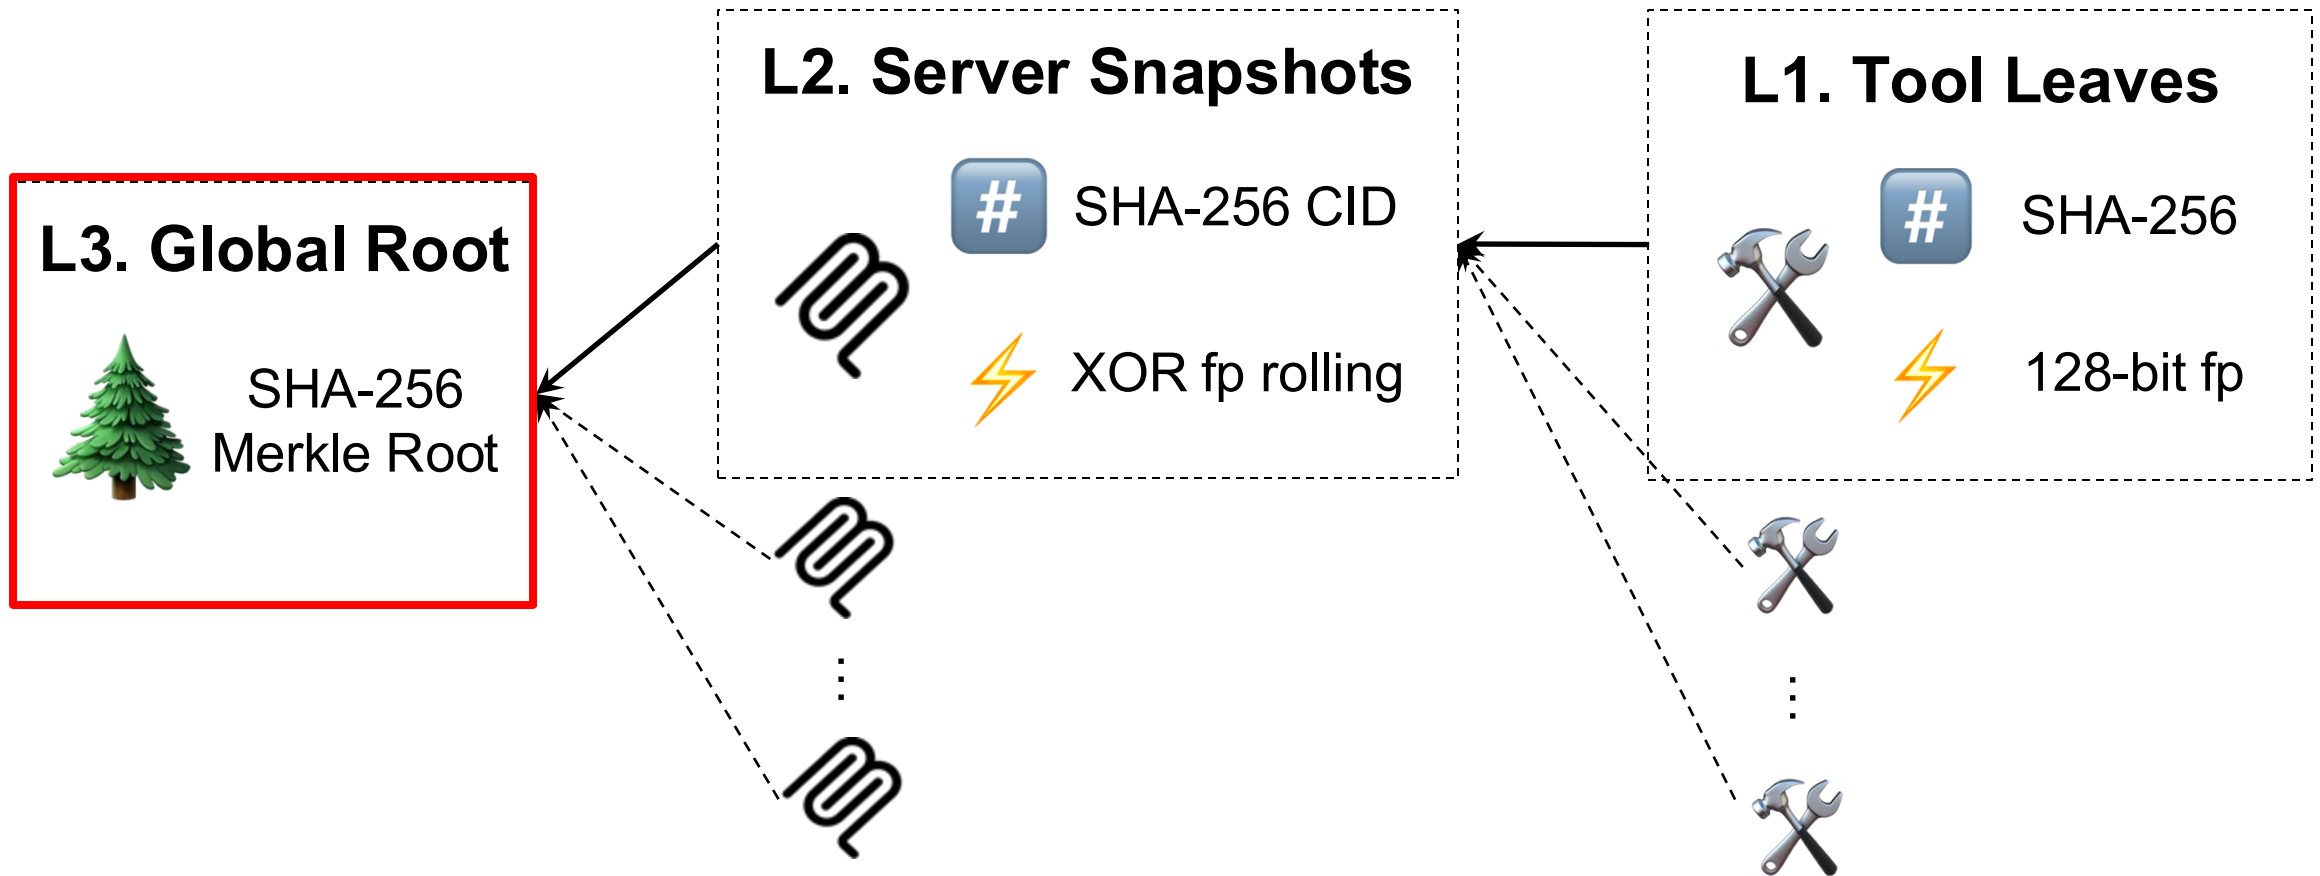 L3. Global Root
SHA-256
Merkle Root
L2. Server Snapshots
# SHA-256 CID
XOR fp rolling
⋮
L1. Tool Leaves
# SHA-256
128-bit fp
⋮